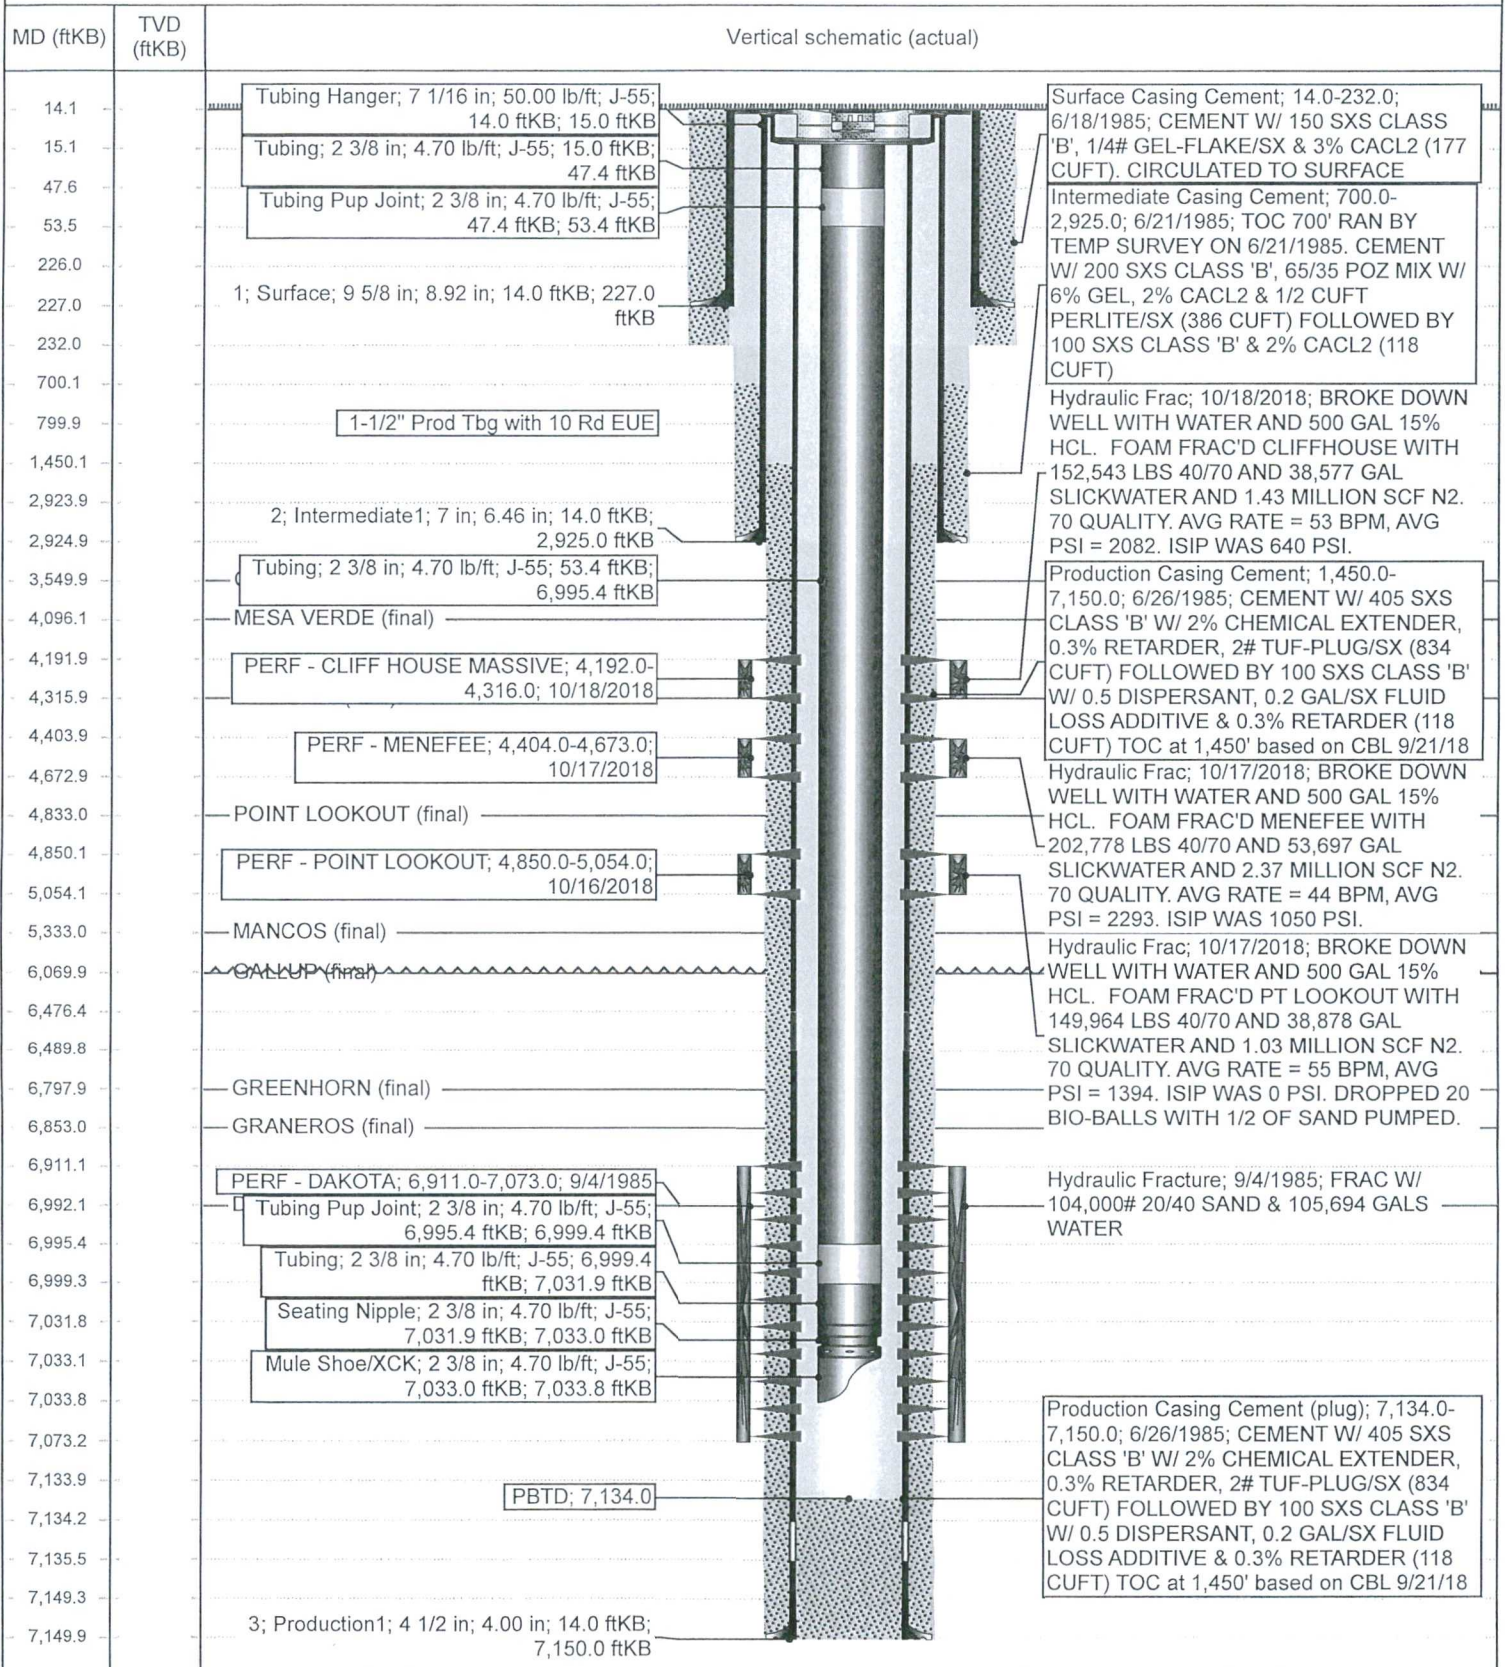 MD (ftKB)
TVD
(ftKB)
Vertical schematic (actual)
14.1
15.1
47.6
53.5
226.0
227.0
232.0
700.1
799.9
1,450.1
2,923.9
2,924.9
3,549.9
4,096.1
4,191.9
4,315.9
4,403.9
4,672.9
4,833.0
4,850.1
5,054.1
5,333.0
6,069.9
6,476.4
6,489.8
6,797.9
6,853.0
6,911.1
6,992.1
6,995.4
6,999.3
7,031.8
7,033.1
7,033.8
7,073.2
7,133.9
7,134.2
7,135.5
7,149.3
7,149.9
Tubing Hanger; 7 1/16 in; 50.00 lb/ft; J-55;
14.0 ftKB; 15.0 ftKB
Tubing; 2 3/8 in; 4.70 lb/ft; J-55; 15.0 ftKB;
47.4 ftKB
Tubing Pup Joint; 2 3/8 in; 4.70 lb/ft; J-55;
47.4 ftKB; 53.4 ftKB
1; Surface; 9 5/8 in; 8.92 in; 14.0 ftKB; 227.0
ftKB
1-1/2" Prod Tbg with 10 Rd EUE
2; Intermediate1; 7 in; 6.46 in; 14.0 ftKB;
2,925.0 ftKB
Tubing; 2 3/8 in; 4.70 lb/ft; J-55; 53.4 ftKB;
6,995.4 ftKB
MESA VERDE (final)
PERF - CLIFF HOUSE MASSIVE; 4,192.0-
4,316.0; 10/18/2018
PERF - MENEFEE; 4,404.0-4,673.0;
10/17/2018
POINT LOOKOUT (final)
PERF - POINT LOOKOUT; 4,850.0-5,054.0;
10/16/2018
MANCOS (final)
GALLUP (final)
GREENHORN (final)
GRANEROS (final)
PERF - DAKOTA; 6,911.0-7,073.0; 9/4/1985
Tubing Pup Joint; 2 3/8 in; 4.70 lb/ft; J-55;
6,995.4 ftKB; 6,999.4 ftKB
Tubing; 2 3/8 in; 4.70 lb/ft; J-55; 6,999.4
ftKB; 7,031.9 ftKB
Seating Nipple; 2 3/8 in; 4.70 lb/ft; J-55;
7,031.9 ftKB; 7,033.0 ftKB
Mule Shoe/XCK; 2 3/8 in; 4.70 lb/ft; J-55;
7,033.0 ftKB; 7,033.8 ftKB
PBTD; 7,134.0
3; Production1; 4 1/2 in; 4.00 in; 14.0 ftKB;
7,150.0 ftKB
Surface Casing Cement; 14.0-232.0;
6/18/1985; CEMENT W/ 150 SXS CLASS
'B', 1/4# GEL-FLAKE/SX & 3% CACL2 (177
CUFT). CIRCULATED TO SURFACE
Intermediate Casing Cement; 700.0-
2,925.0; 6/21/1985; TOC 700' RAN BY
TEMP SURVEY ON 6/21/1985. CEMENT
W/ 200 SXS CLASS 'B', 65/35 POZ MIX W/
6% GEL, 2% CACL2 & 1/2 CUFT
PERLITE/SX (386 CUFT) FOLLOWED BY
100 SXS CLASS 'B' & 2% CACL2 (118
CUFT)
Hydraulic Frac; 10/18/2018; BROKE DOWN
WELL WITH WATER AND 500 GAL 15%
HCL.  FOAM FRAC'D CLIFFHOUSE WITH
152,543 LBS 40/70 AND 38,577 GAL
SLICKWATER AND 1.43 MILLION SCF N2.
70 QUALITY. AVG RATE = 53 BPM, AVG
PSI = 2082. ISIP WAS 640 PSI.
Production Casing Cement; 1,450.0-
7,150.0; 6/26/1985; CEMENT W/ 405 SXS
CLASS 'B' W/ 2% CHEMICAL EXTENDER,
0.3% RETARDER, 2# TUF-PLUG/SX (834
CUFT) FOLLOWED BY 100 SXS CLASS 'B'
W/ 0.5 DISPERSANT, 0.2 GAL/SX FLUID
LOSS ADDITIVE & 0.3% RETARDER (118
CUFT) TOC at 1,450' based on CBL 9/21/18
Hydraulic Frac; 10/17/2018; BROKE DOWN
WELL WITH WATER AND 500 GAL 15%
HCL.  FOAM FRAC'D MENEFEE WITH
202,778 LBS 40/70 AND 53,697 GAL
SLICKWATER AND 2.37 MILLION SCF N2.
70 QUALITY. AVG RATE = 44 BPM, AVG
PSI = 2293. ISIP WAS 1050 PSI.
Hydraulic Frac; 10/17/2018; BROKE DOWN
WELL WITH WATER AND 500 GAL 15%
HCL.  FOAM FRAC'D PT LOOKOUT WITH
149,964 LBS 40/70 AND 38,878 GAL
SLICKWATER AND 1.03 MILLION SCF N2.
70 QUALITY. AVG RATE = 55 BPM, AVG
PSI = 1394. ISIP WAS 0 PSI. DROPPED 20
BIO-BALLS WITH 1/2 OF SAND PUMPED.
Hydraulic Fracture; 9/4/1985; FRAC W/
104,000# 20/40 SAND & 105,694 GALS
WATER
Production Casing Cement (plug); 7,134.0-
7,150.0; 6/26/1985; CEMENT W/ 405 SXS
CLASS 'B' W/ 2% CHEMICAL EXTENDER,
0.3% RETARDER, 2# TUF-PLUG/SX (834
CUFT) FOLLOWED BY 100 SXS CLASS 'B'
W/ 0.5 DISPERSANT, 0.2 GAL/SX FLUID
LOSS ADDITIVE & 0.3% RETARDER (118
CUFT) TOC at 1,450' based on CBL 9/21/18